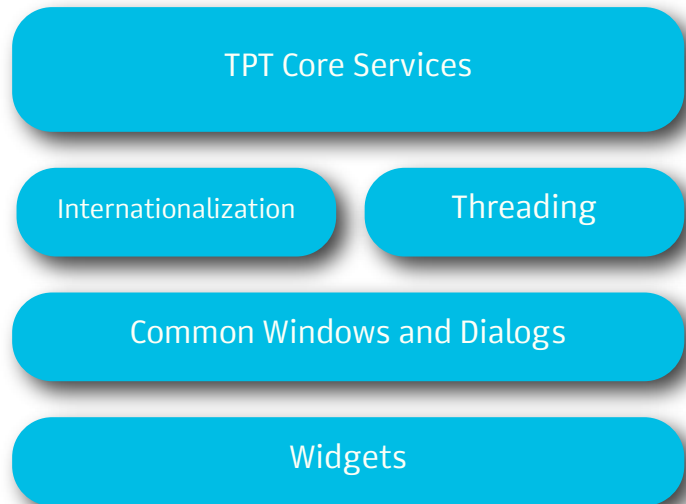 TPT Core Services
Internationalization
Threading
Common Windows and Dialogs
Widgets